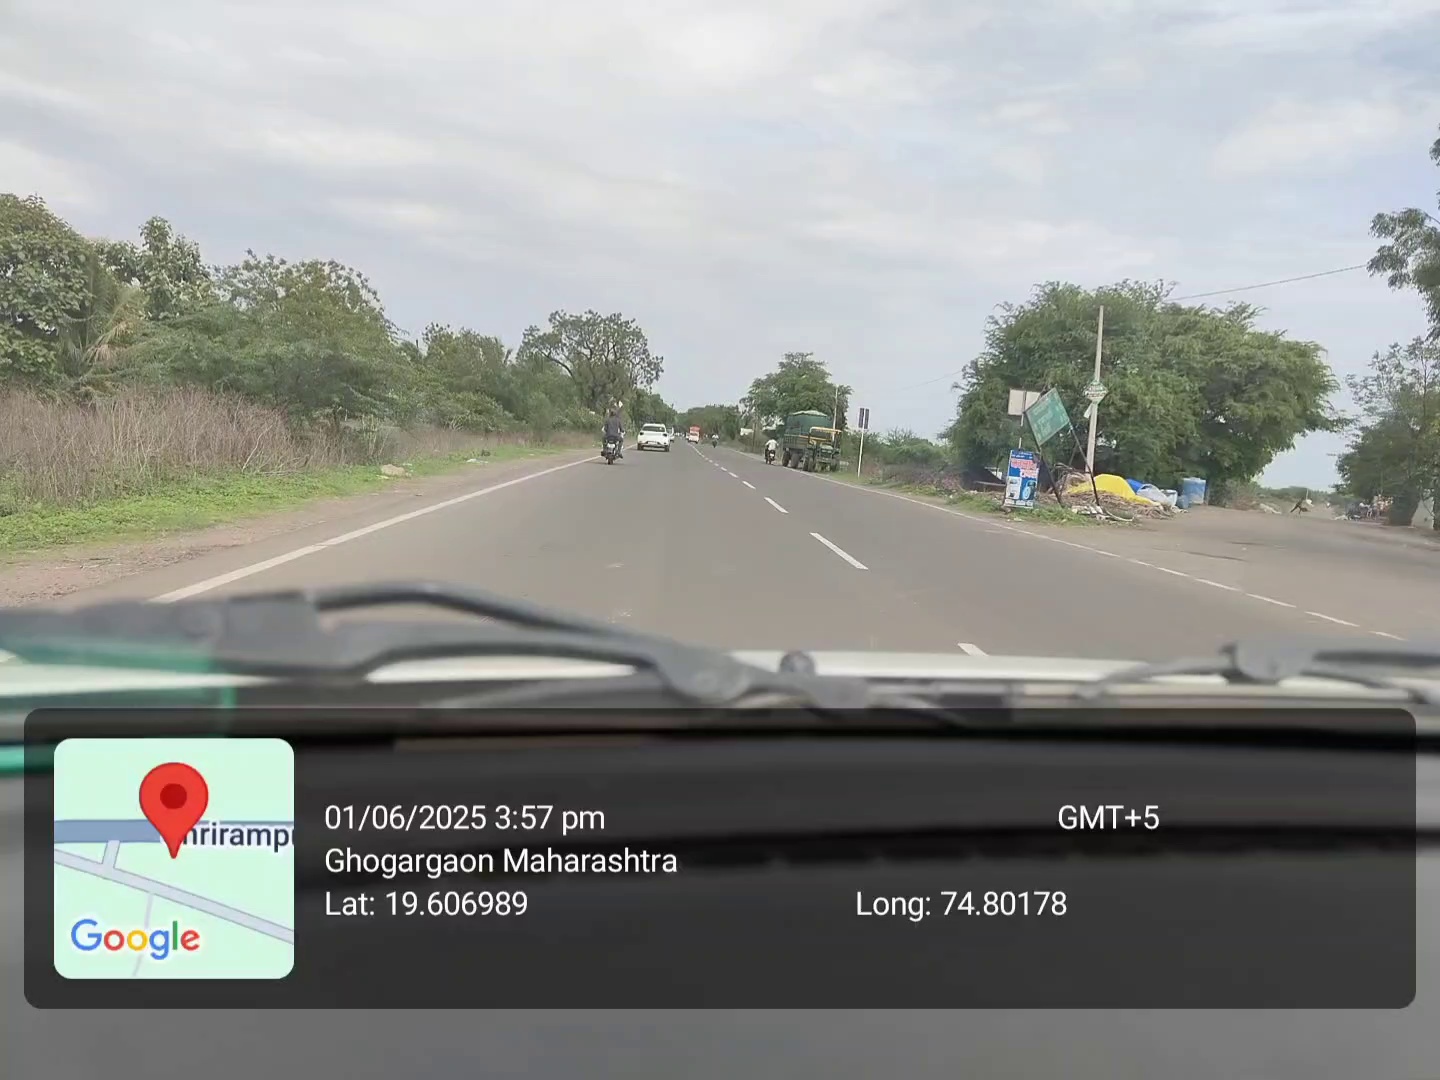 hrirampu
Google
01/06/2025 3:57 pm
GMT+5
Ghogargaon Maharashtra
Lat: 19.606989
Long: 74.80178